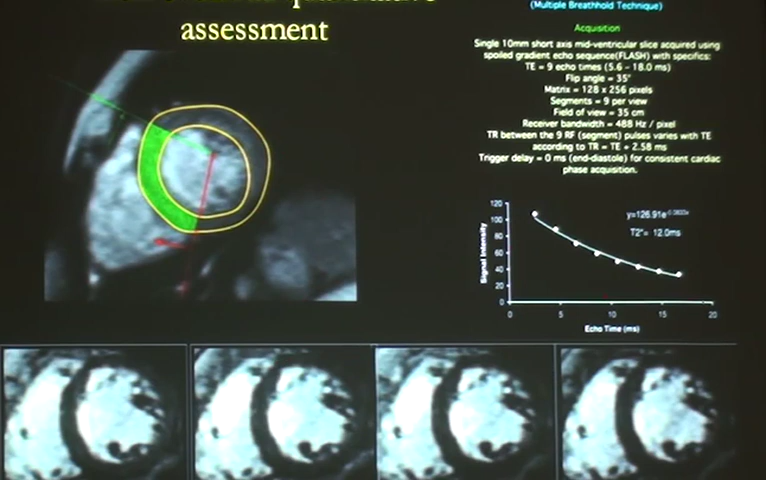 assessment
(Multiple Breathhold Technique)
Acquisition
Single 10mm short axis mid-ventricular slice acquired using
spoiled gradient echo sequence(FLASH) with specifics:
TE = 9 echo times (5.6 - 18.0 ms)
Flip angle = 35°
Matrix = 128 x 256 pixels
Segments = 9 per view
Field of view = 35 cm
Receiver bandwidth = 488 Hz / pixel
TR between the 9 RF (segment) pulses varies with TE
according to TR = TE + 2.58 ms
Trigger delay = 0 ms (end-diastole) for consistent cardiac
phase acquisition.
120
100
80
60
40
20
0
Signal Intensity
T2*= 12.0ms
0 5 10 15 20
Echo Time (ms)